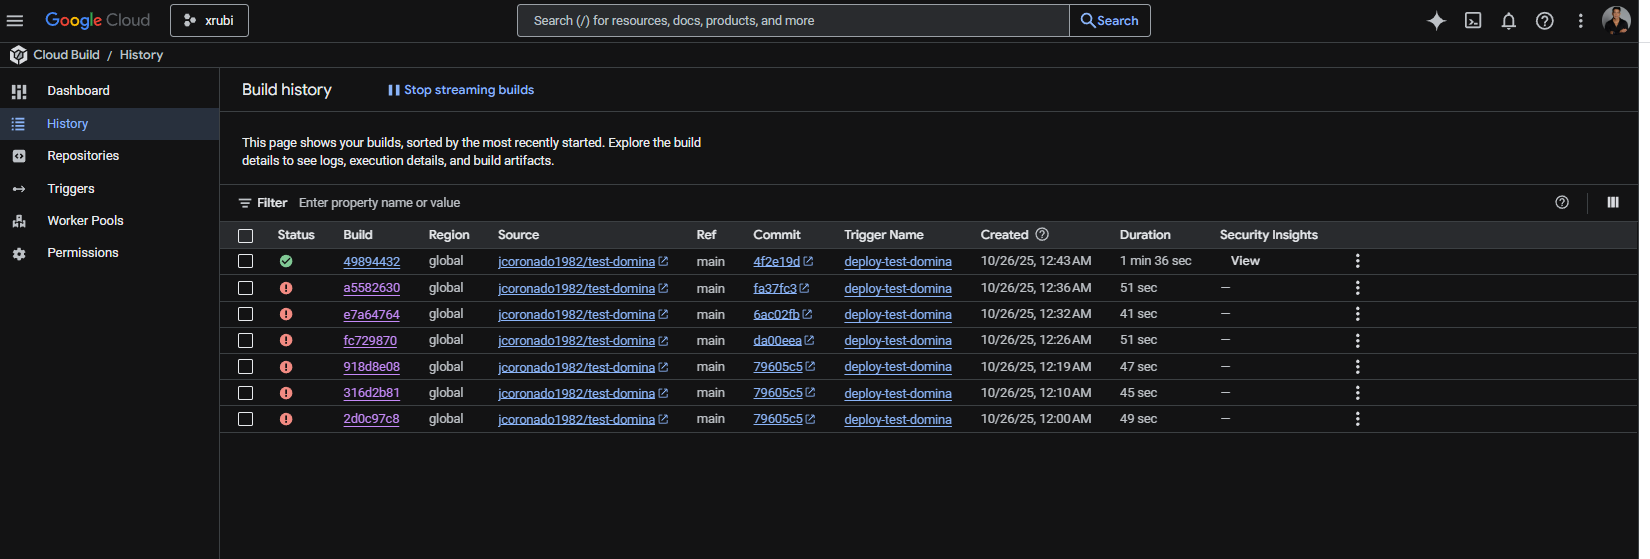 Google Cloud
xrubi
Search (/) for resources, docs, products, and more
Search
Cloud Build / History
Dashboard
History
Repositories
Triggers
Worker Pools
Permissions
Build history
Stop streaming builds
This page shows your builds, sorted by the most recently started. Explore the build
details to see logs, execution details, and build artifacts.
Filter Enter property name or value
Status Build Region Source Ref Commit Trigger Name Created Duration Security Insights
49894432 global jcoronado1982/test-domina main 4f2e19d deploy-test-domina 10/26/25, 12:43 AM 1 min 36 sec View
a5582630 global jcoronado1982/test-domina main fa37fc3 deploy-test-domina 10/26/25, 12:36 AM 51 sec —
e7a64764 global jcoronado1982/test-domina main 6ac02fb deploy-test-domina 10/26/25, 12:32 AM 41 sec —
fc729870 global jcoronado1982/test-domina main da00eea deploy-test-domina 10/26/25, 12:26 AM 51 sec —
918d8e08 global jcoronado1982/test-domina main 79605c5 deploy-test-domina 10/26/25, 12:19 AM 47 sec —
316d2b81 global jcoronado1982/test-domina main 79605c5 deploy-test-domina 10/26/25, 12:10 AM 45 sec —
2d0c97c8 global jcoronado1982/test-domina main 79605c5 deploy-test-domina 10/26/25, 12:00 AM 49 sec —